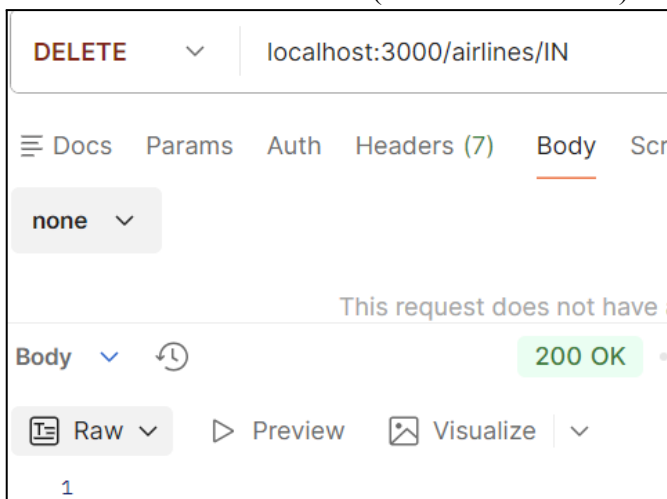 DELETE localhost:3000/airlines/IN
Docs Params Auth Headers (7) Body Scr
none
This request does not have
Body 200 OK
Raw Preview Visualize
1